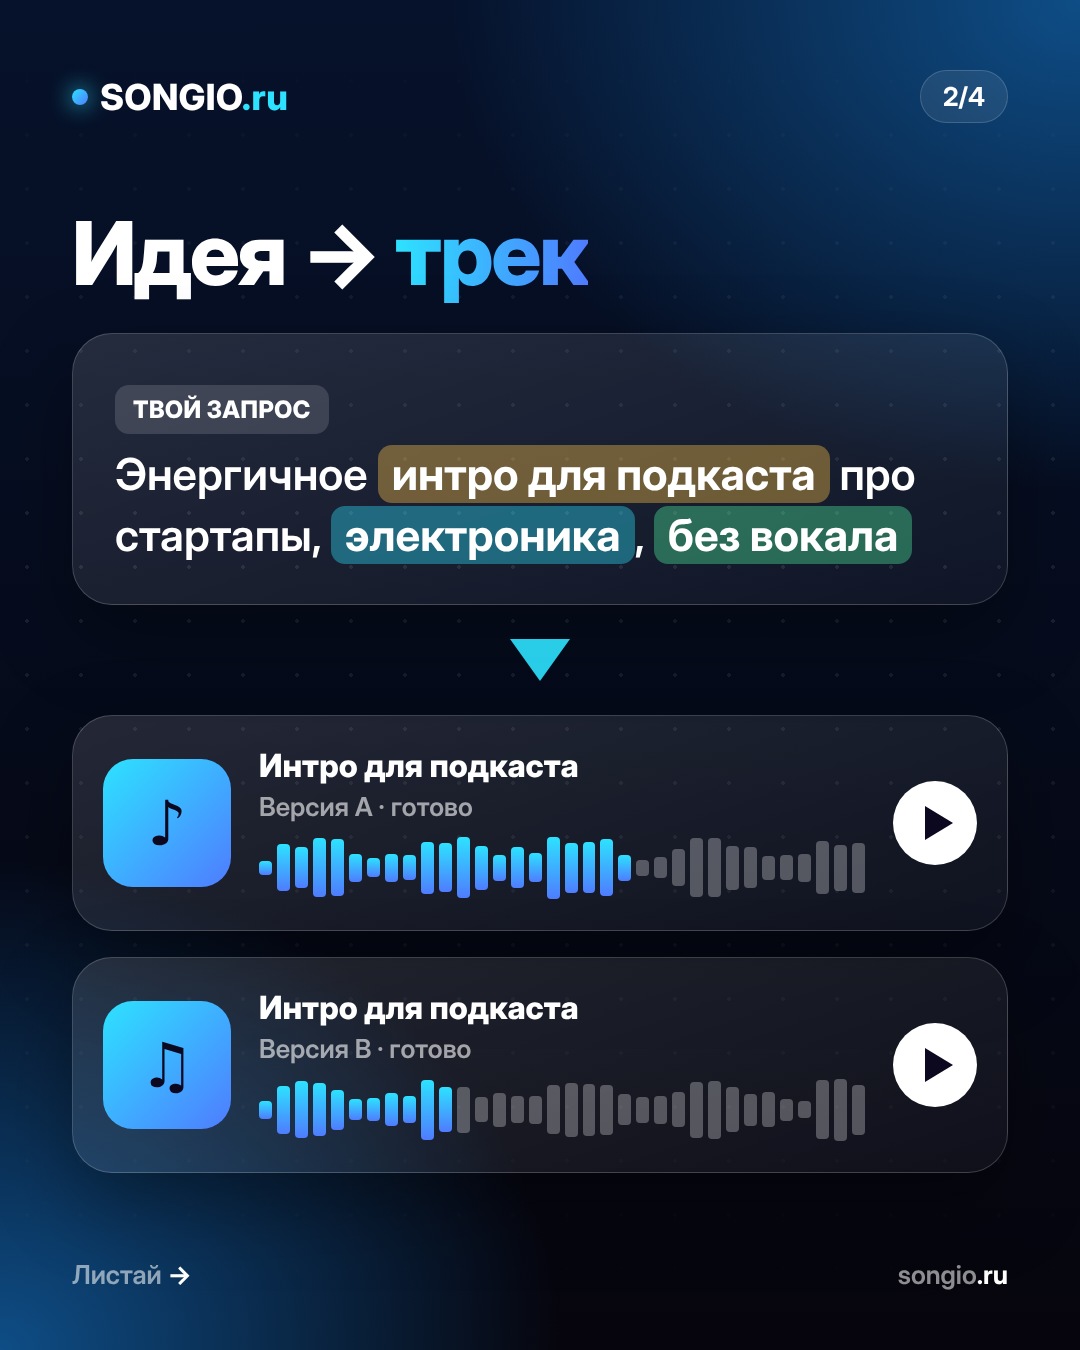 SONGIO.ru
2/4
Идея → трек
ТВОЙ ЗАПРОС
Энергичное интро для подкаста про
стартапы, электроника, без вокала
Интро для подкаста
Версия A · готово
Интро для подкаста
Версия B · готово
Листай →
songio.ru